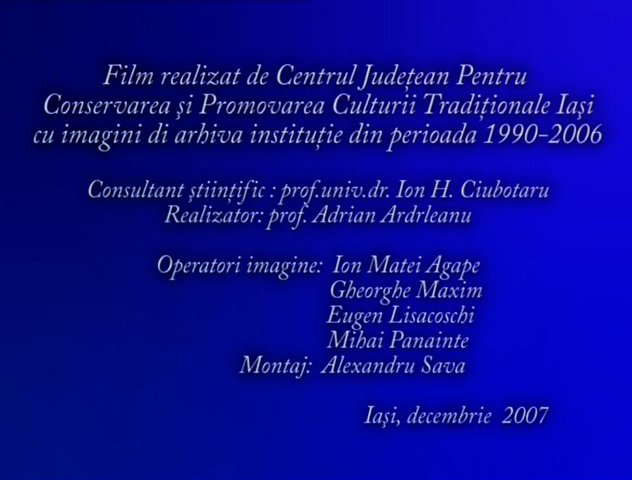 Film realizat de Centrul Județean Pentru
Conservarea și Promovarea Culturii Tradiționale Iași
cu imagini di arhiva instituție din perioada 1990-2006
Consultant științific : prof.univ.dr. Ion H. Ciubotaru
Realizator: prof. Adrian Ardrleanu
Operatori imagine: Ion Matei Agape
Gheorghe Maxim
Eugen Lisacoschi
Mihai Panainte
Montaj: Alexandru Sava
Iași, decembrie 2007